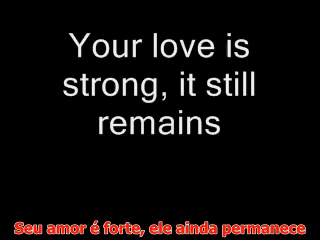 Your love is
strong, it still
remains
Seu amor é forte, ele ainda permanece